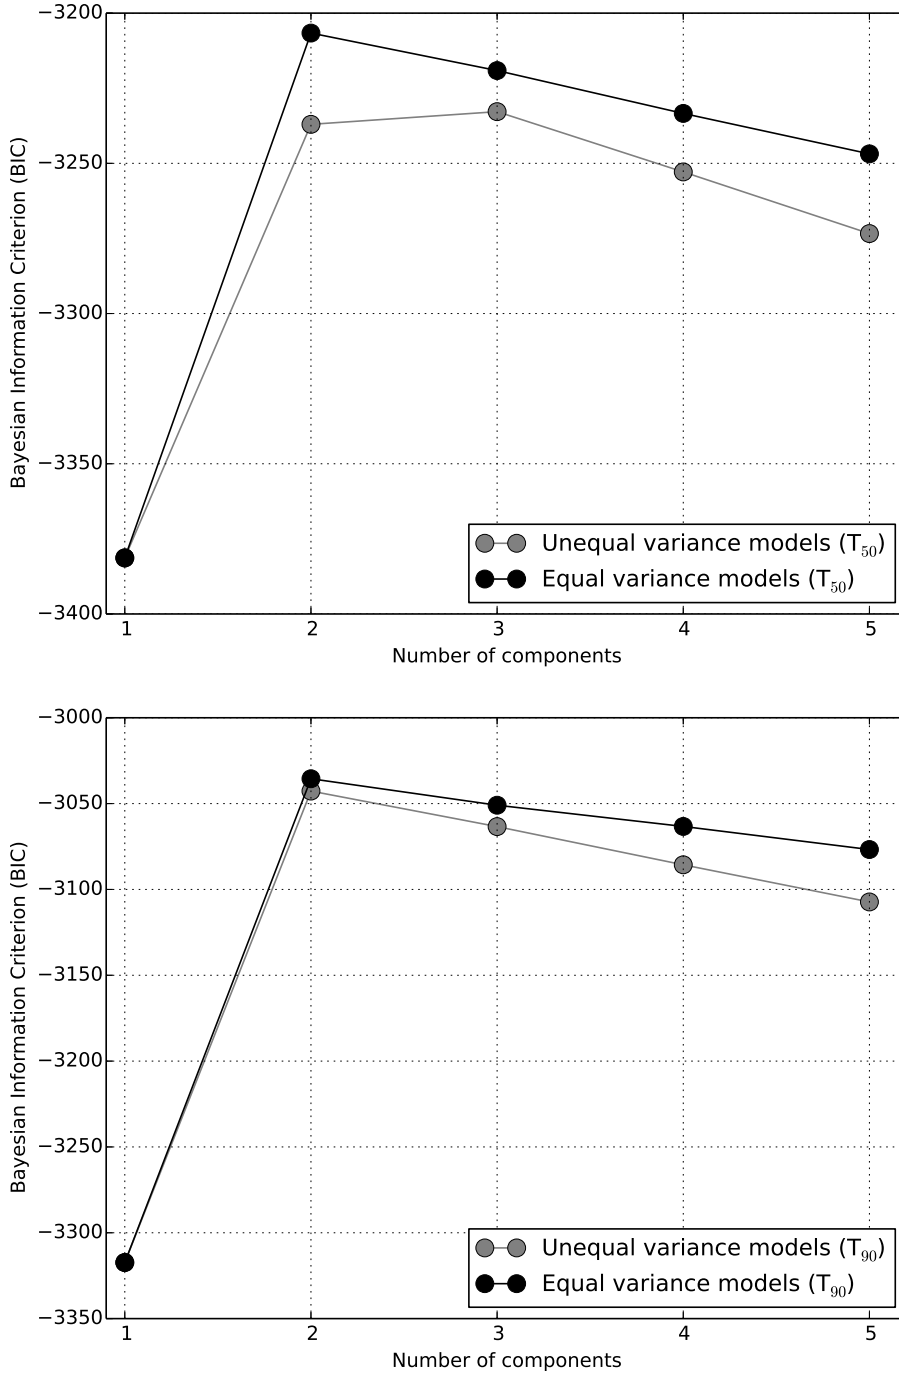 −3200
−3250
−3300
−3350
−3400
Bayesian Information Criterion (BIC)
1 2 3 4 5
Number of components
Unequal variance models (T50)
Equal variance models (T50)
−3000
−3050
−3100
−3150
−3200
−3250
−3300
−3350
Bayesian Information Criterion (BIC)
1 2 3 4 5
Number of components
Unequal variance models (T90)
Equal variance models (T90)